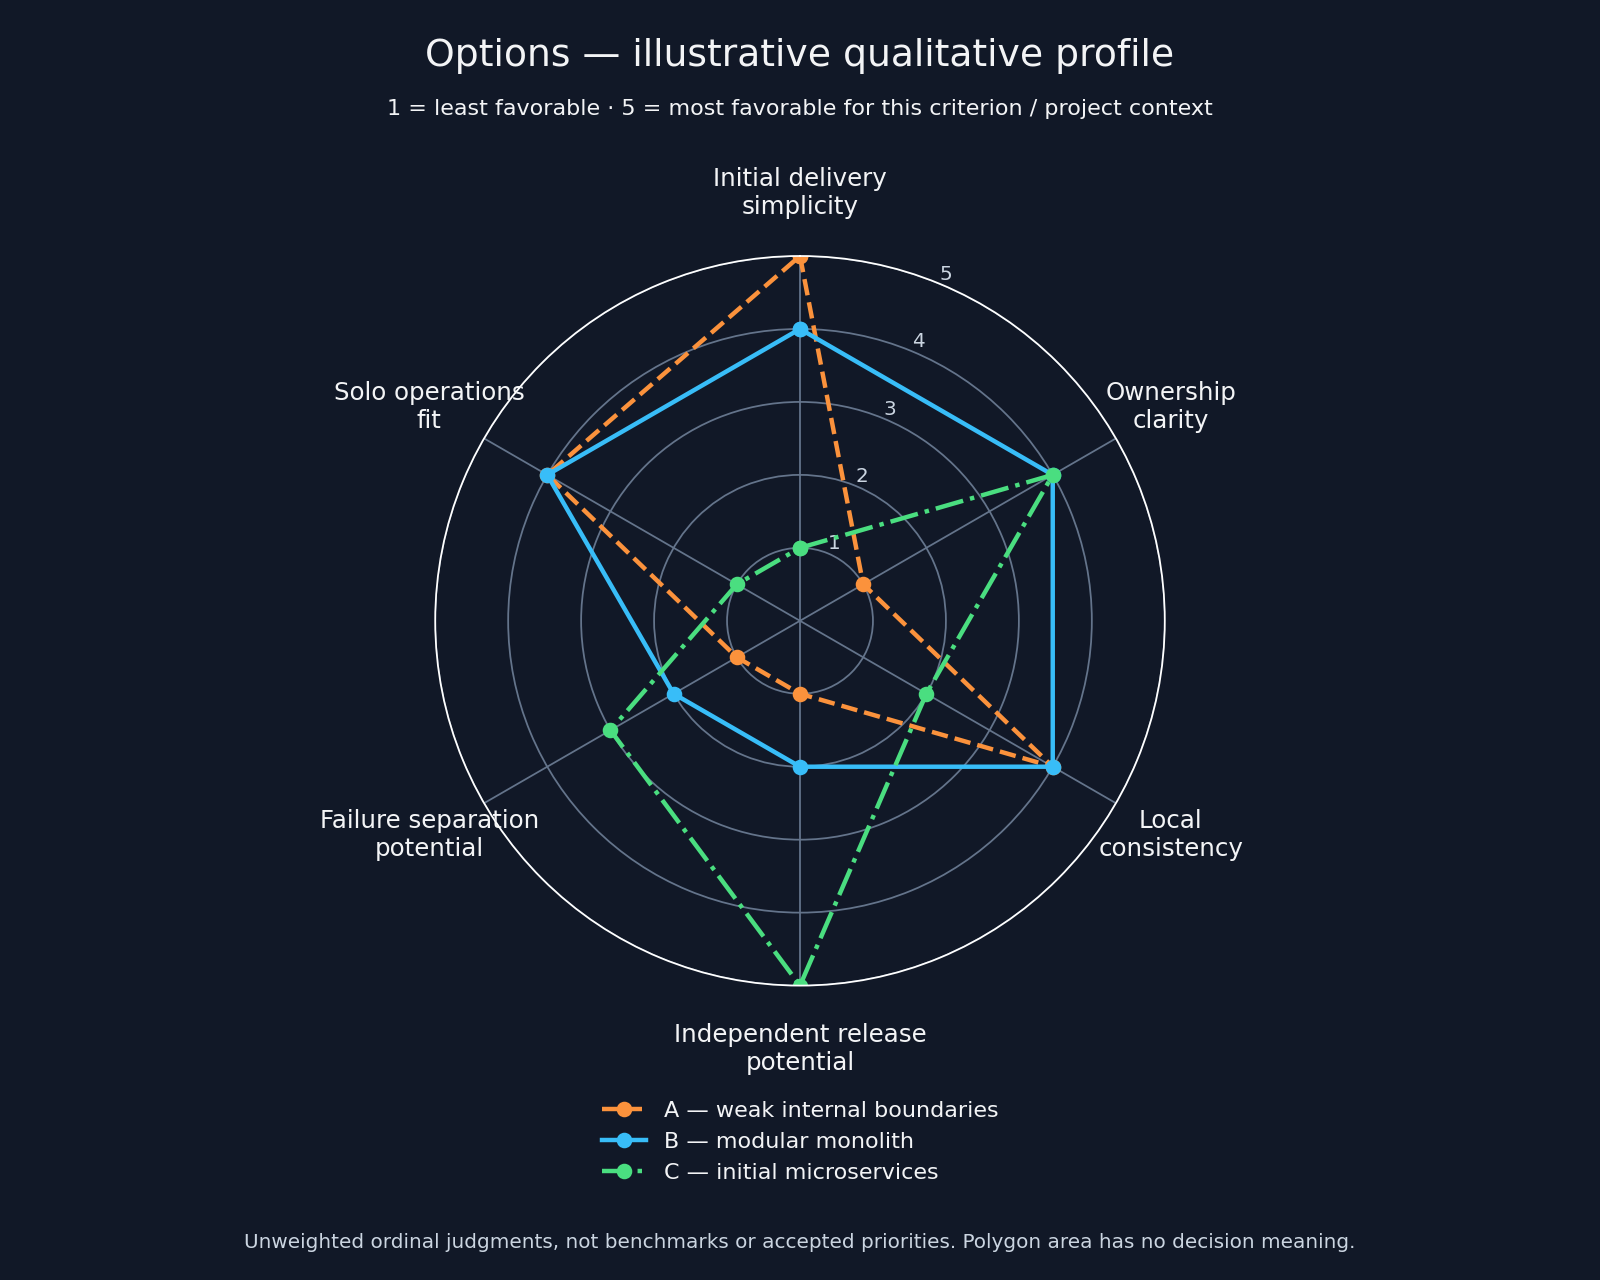 Options — illustrative qualitative profile
1 = least favorable · 5 = most favorable for this criterion / project context
Initial delivery
simplicity
5
4
3
2
1
Solo operations
fit
Ownership
clarity
Failure separation
potential
Local
consistency
Independent release
potential
A — weak internal boundaries
B — modular monolith
C — initial microservices
Unweighted ordinal judgments, not benchmarks or accepted priorities. Polygon area has no decision meaning.